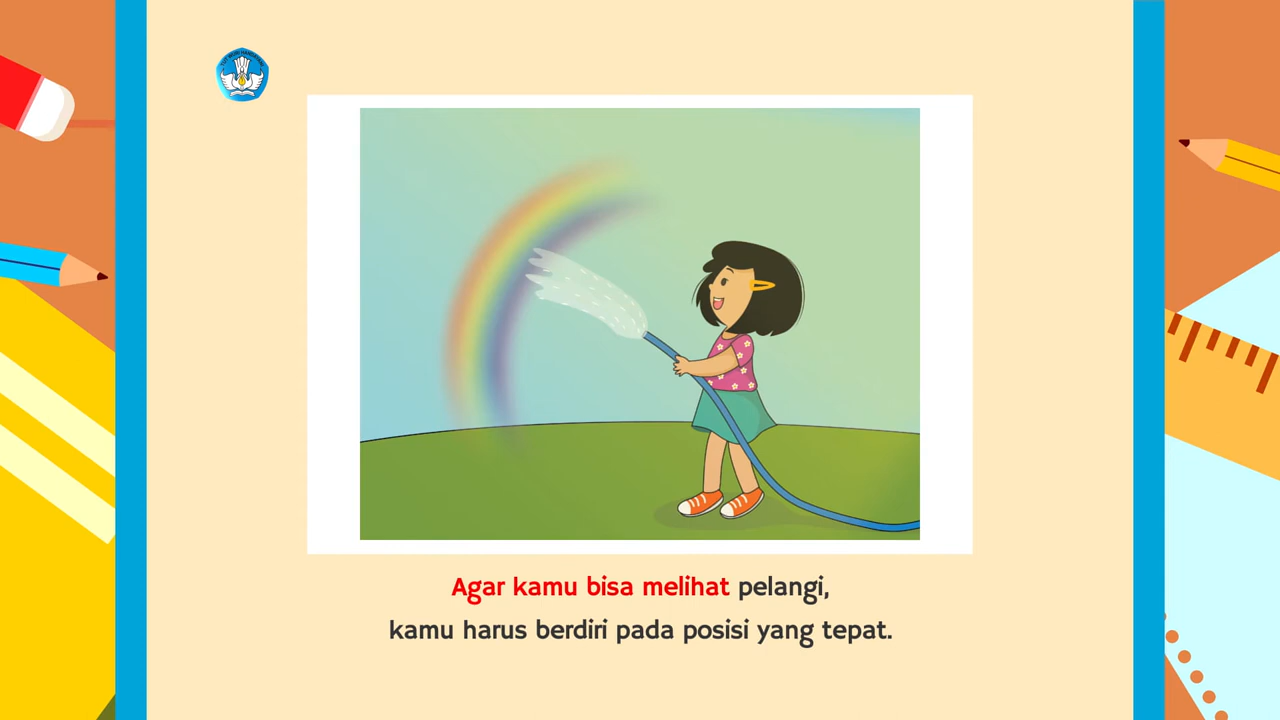 Agar kamu bisa melihat pelangi,
kamu harus berdiri pada posisi yang tepat.